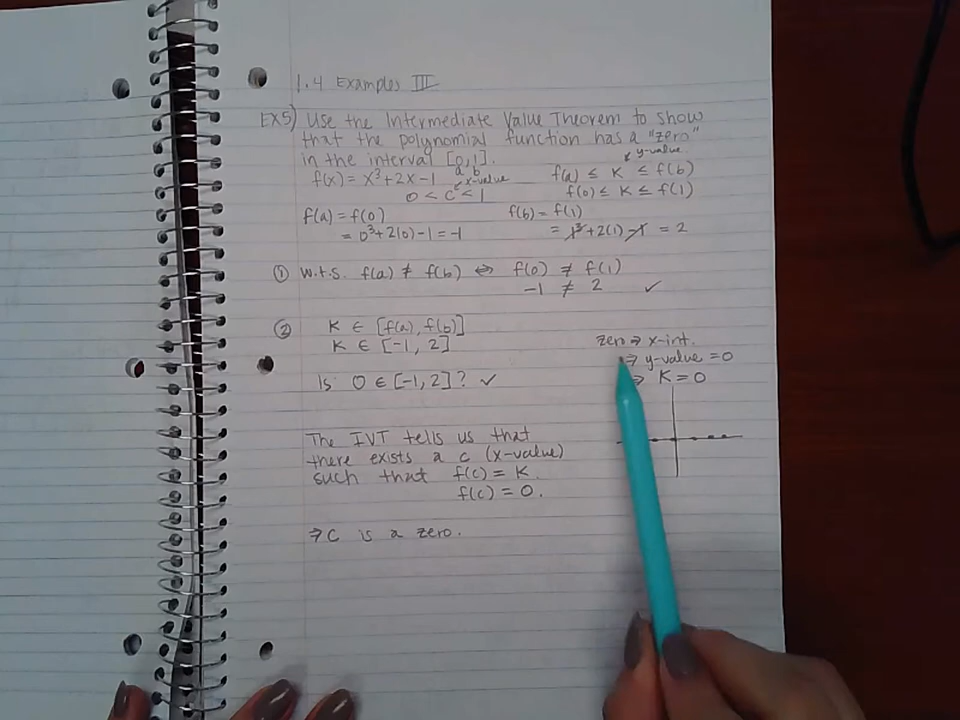 1.4 Examples III
EX5) Use the Intermediate Value Theorem to show
that the polynomial function has a "zero"
in the interval [0,1].
a b
y-value
f(x) = x³+2x-1
x-value
f(a) ≤ K ≤ f(b)
0 < c < 1
f(0) ≤ K ≤ f(1)
f(a) = f(0)
f(b) = f(1)
= 0³+2(0)-1 = -1
= 1³+2(1)-1 = 2
① W.T.S. f(a) ≠ f(b) ⇔ f(0) ≠ f(1)
-1 ≠ 2 ✓
② K ∈ [f(a), f(b)]
K ∈ [-1, 2]
Is: 0 ∈ [-1, 2]? ✓
zero ⇒ x-int.
⇒ y-value = 0
⇒ K = 0
The IVT tells us that
there exists a c (x-value)
such that f(c) = K.
f(c) = 0.
⇒ C is a zero.